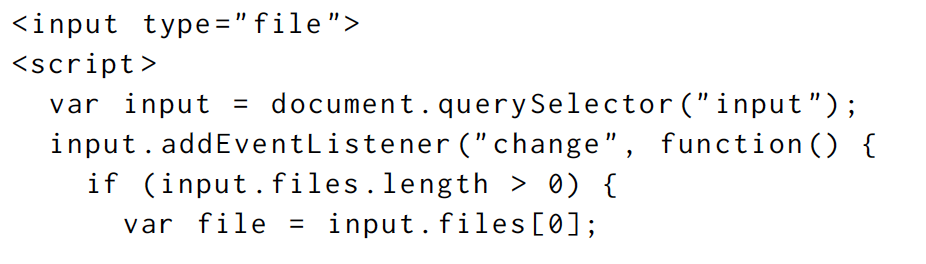 <input type="file">
<script>
  var input = document.querySelector("input");
  input.addEventListener("change", function() {
    if (input.files.length > 0) {
      var file = input.files[0];